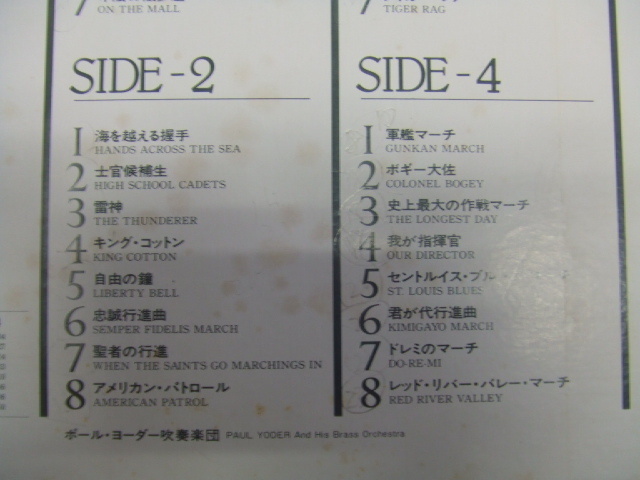 7
ON THE MALL
SIDE-2
1 海を越える握手
HANDS ACROSS THE SEA
2 士官候補生
HIGH SCHOOL CADETS
3 雷神
THE THUNDERER
4 キング・コットン
KING COTTON
5 自由の鐘
LIBERTY BELL
6 忠誠行進曲
SEMPER FIDELIS MARCH
7 聖者の行進
WHEN THE SAINTS GO MARCHINGS IN
8 アメリカン・パトロール
AMERICAN PATROL
ポール・ヨーダー吹奏楽団 PAUL YODER And His Brass Orchestra
7
TIGER RAG
SIDE-4
1 軍艦マーチ
GUNKAN MARCH
2 ボギー大佐
COLONEL BOGEY
3 史上最大の作戦マーチ
THE LONGEST DAY
4 我が指揮官
OUR DIRECTOR
5 セントルイス・ブルー
ST. LOUIS BLUES
6 君が代行進曲
KIMIGAYO MARCH
7 ドレミのマーチ
DO-RE-MI
8 レッド・リバー・バレー・マーチ
RED RIVER VALLEY